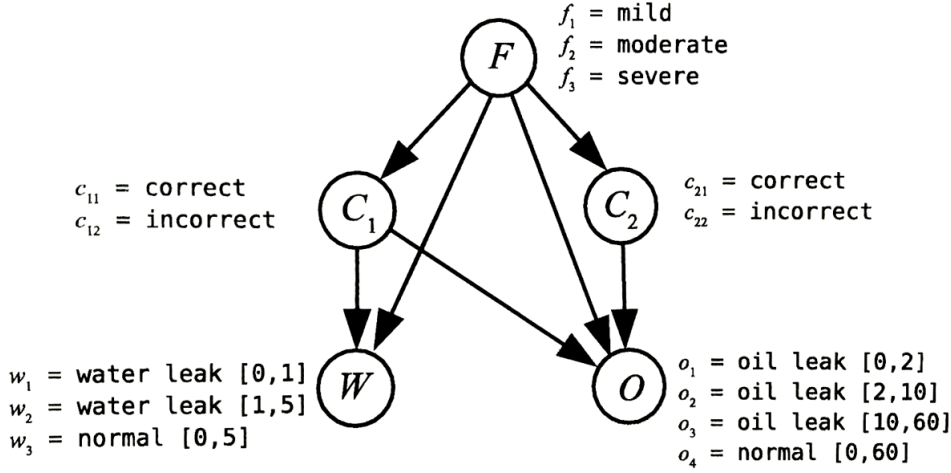 f₁ = mild
f₂ = moderate
f₃ = severe
F
c₁₁ = correct
c₁₂ = incorrect
C₁
C₂
c₂₁ = correct
c₂₂ = incorrect
w₁ = water leak [0,1]
w₂ = water leak [1,5]
w₃ = normal [0,5]
W
O
o₁ = oil leak [0,2]
o₂ = oil leak [2,10]
o₃ = oil leak [10,60]
o₄ = normal [0,60]